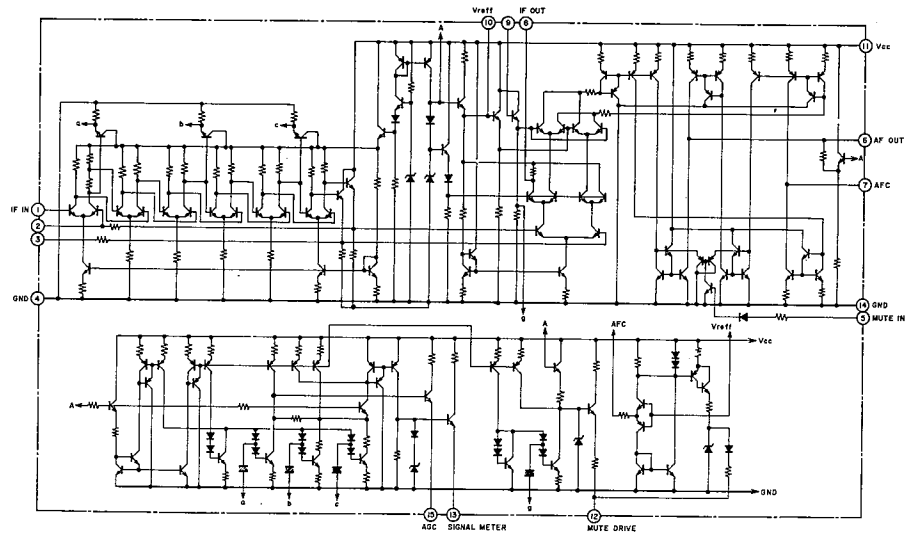 Vreff IF OUT
10 9 8
A
11 Vcc
a b c
6 AF OUT
A
7 AFC
IF IN 1
2
3
GND 4
g
14 GND
5 MUTE IN
A AFC Vreff
Vcc
A
a b c g
GND
15 13 12
AGC SIGNAL METER MUTE DRIVE